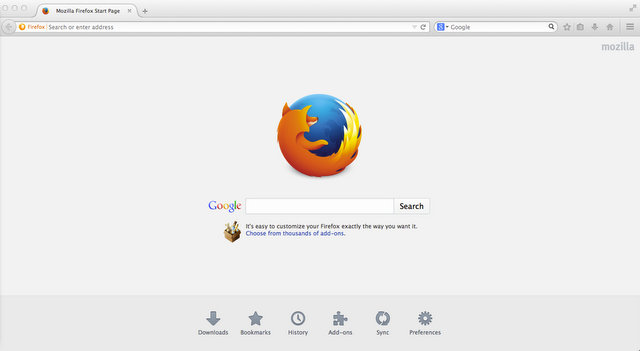 Mozilla Firefox Start Page
Firefox
Search or enter address
Google
mozilla
Google
Search
It's easy to customize your Firefox exactly the way you want it.
Choose from thousands of add-ons.
Downloads
Bookmarks
History
Add-ons
Sync
Preferences